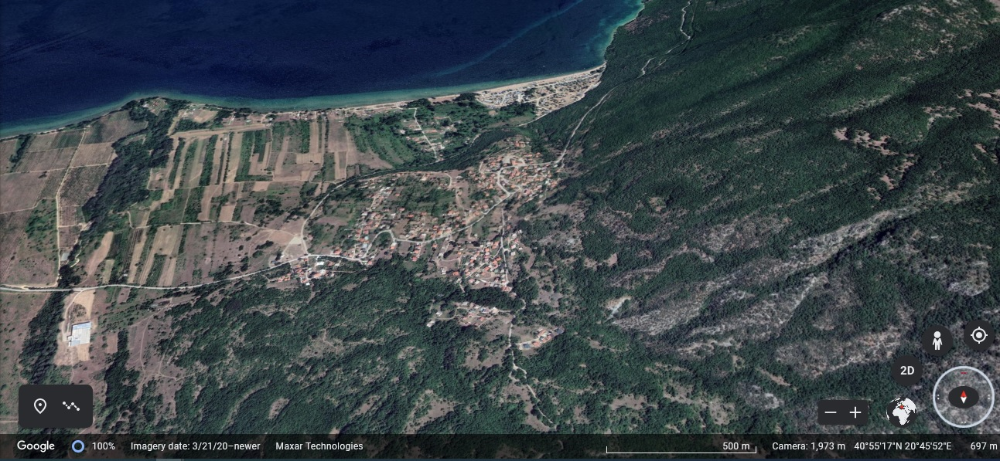 2D
Google 100% Imagery date: 3/21/20–newer Maxar Technologies 500 m Camera: 1,973 m 40°55'17"N 20°45'52"E 697 m